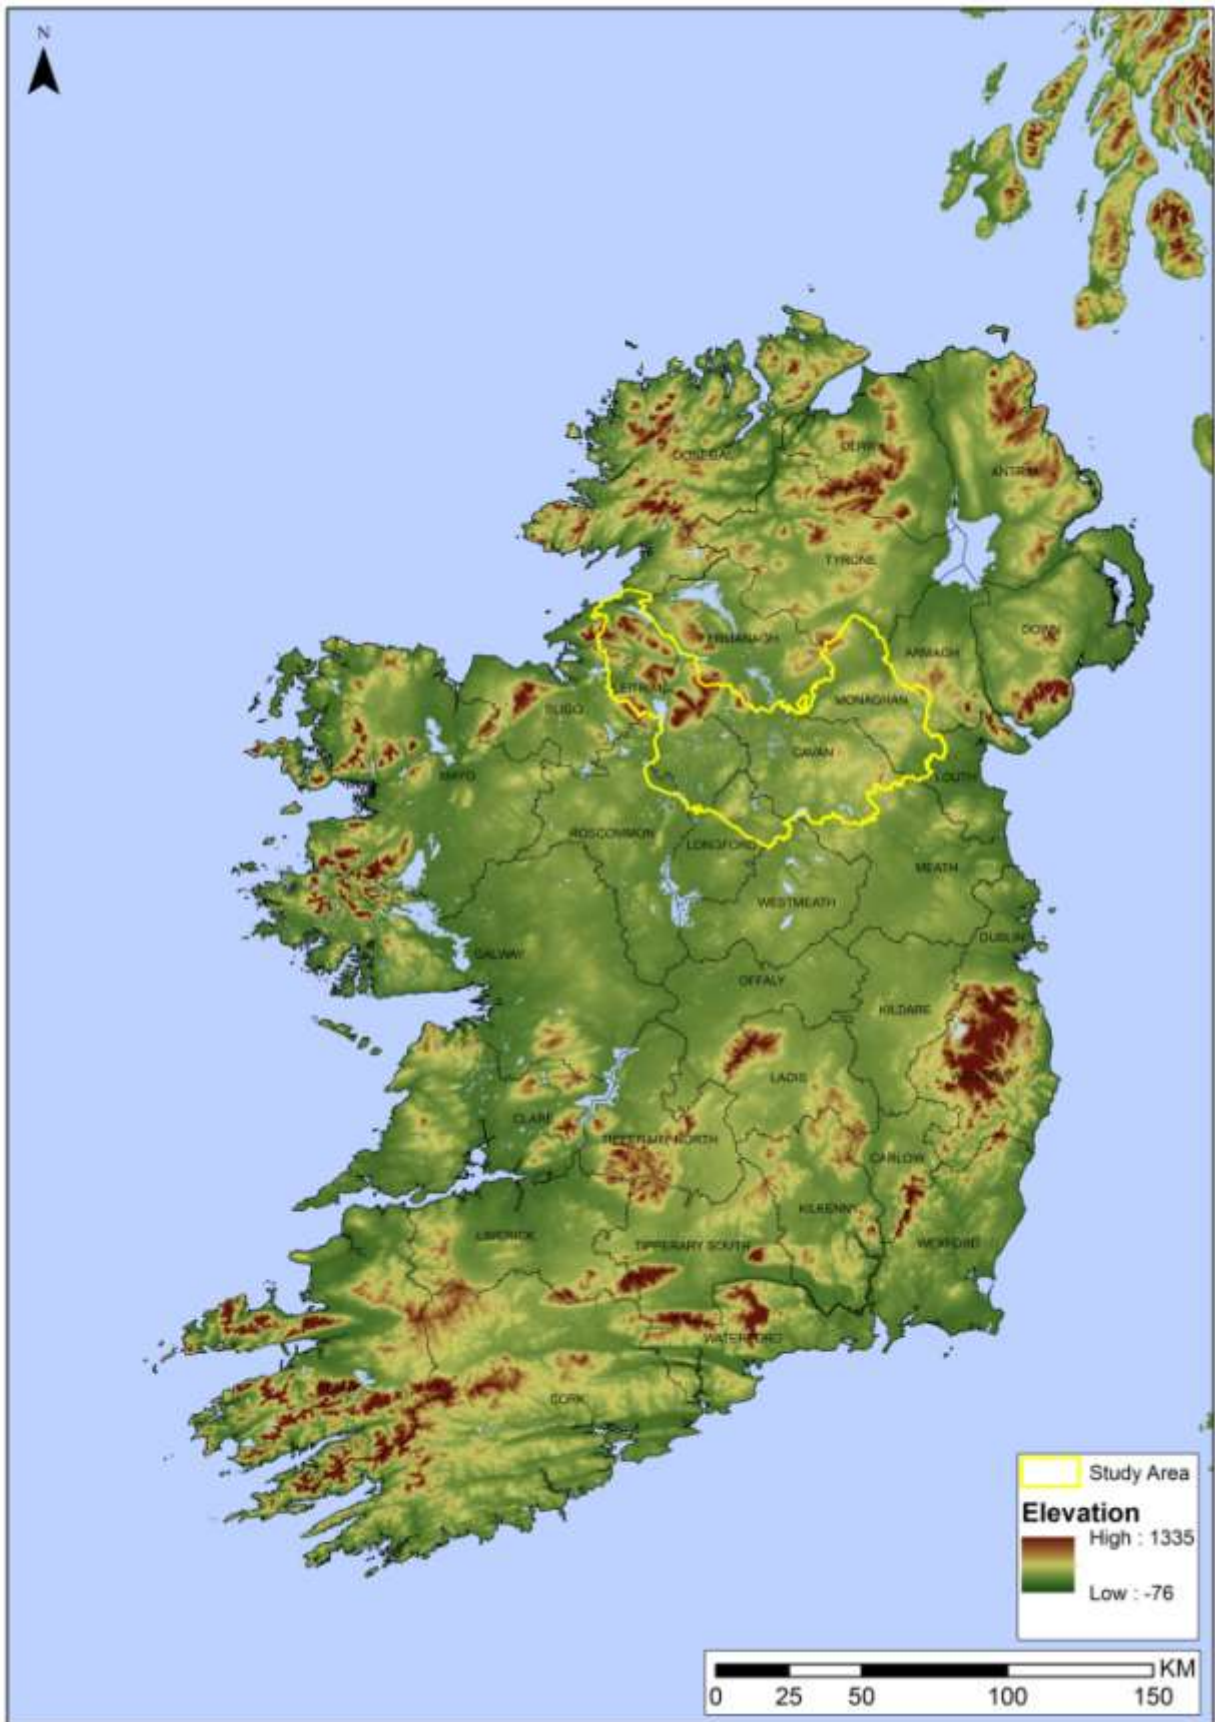 N
DONEGAL
DERRY
ANTRIM
TYRONE
FERMANAGH
DOWN
ARMAGH
LEITRIM
MONAGHAN
SLIGO
CAVAN
MAYO
LOUTH
ROSCOMMON
LONGFORD
MEATH
WESTMEATH
DUBLIN
GALWAY
OFFALY
KILDARE
LAOIS
CLARE
TIPPERARY NORTH
CARLOW
KILKENNY
LIMERICK
TIPPERARY SOUTH
WEXFORD
WATERFORD
CORK
Study Area
Elevation
High : 1335
Low : -76
KM
0 25 50 100 150